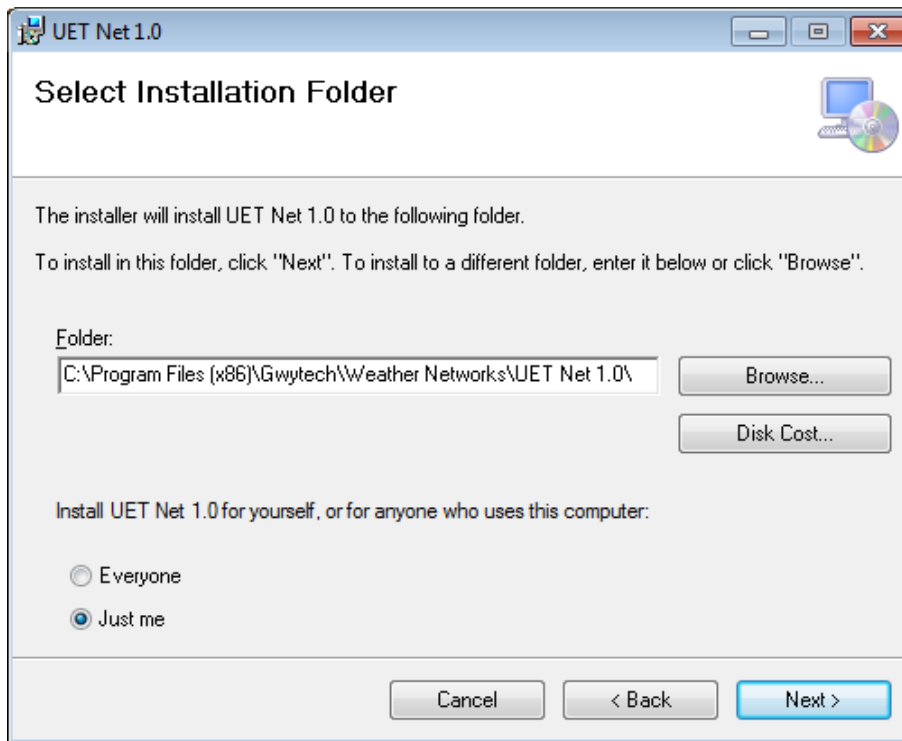 UET Net 1.0
Select Installation Folder
The installer will install UET Net 1.0 to the following folder.
To install in this folder, click "Next". To install to a different folder, enter it below or click "Browse".
Folder:
C:\Program Files (x86)\Gwytech\Weather Networks\UET Net 1.0\
Browse...
Disk Cost...
Install UET Net 1.0 for yourself, or for anyone who uses this computer:
Everyone
Just me
Cancel
< Back
Next >